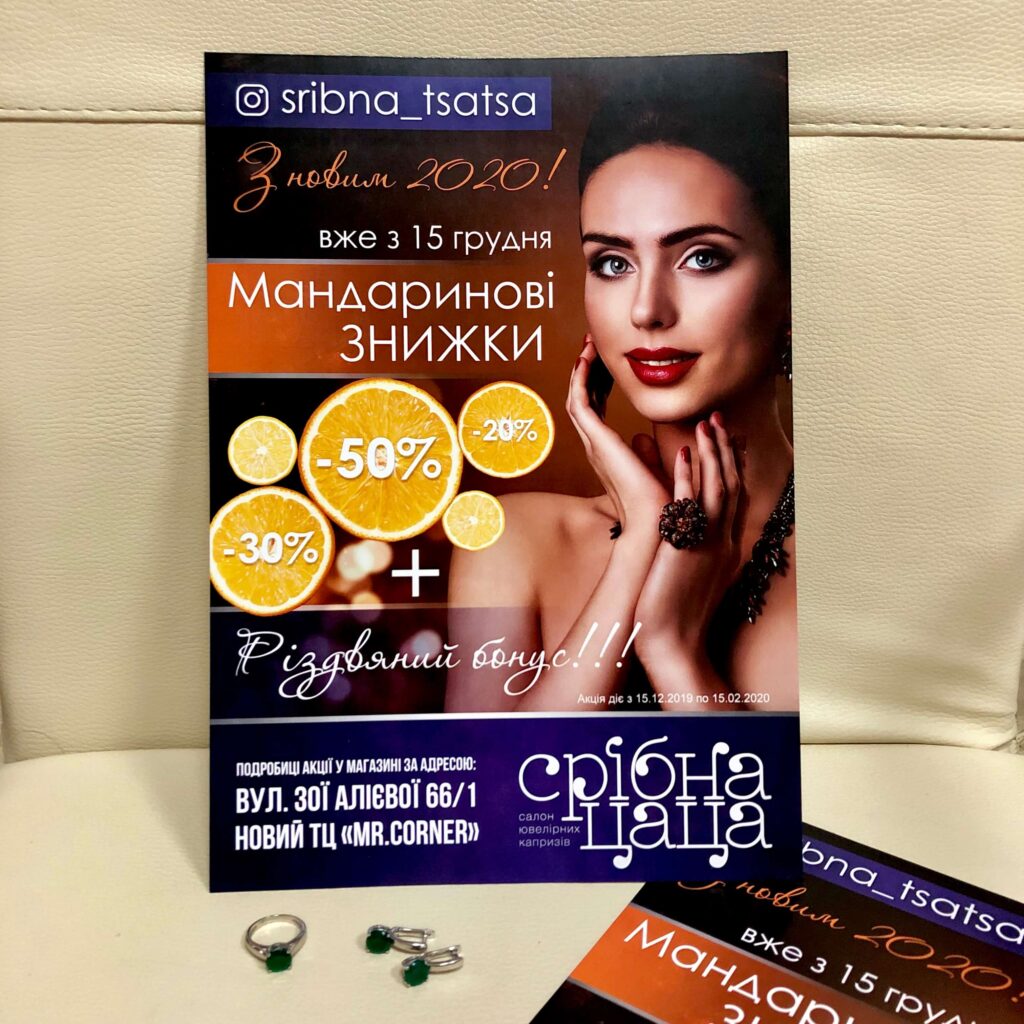 sribna_tsatsa
З новим 2020!
вже з 15 грудня
Мандаринові
ЗНИЖКИ
-50%
-20%
-30%
+
Різдвяний бонус!!!
Акція діє з 15.12.2019 по 15.02.2020
ПОДРОБИЦІ АКЦІЇ У МАГАЗИНІ ЗА АДРЕСОЮ:
ВУЛ. ЗОЇ АЛІЄВОЇ 66/1
НОВИЙ ТЦ «MR.CORNER»
срібна
цаца
салон
ювелірних
капризів
bna_tsatsa
З новим 2020!
вже з 15 грудн
Мандари
ЗН